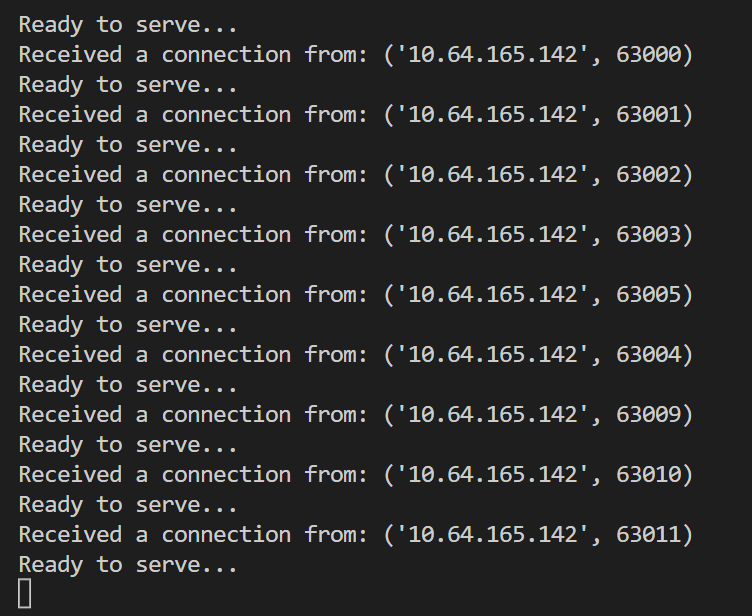 Ready to serve...
Received a connection from: ('10.64.165.142', 63000)
Ready to serve...
Received a connection from: ('10.64.165.142', 63001)
Ready to serve...
Received a connection from: ('10.64.165.142', 63002)
Ready to serve...
Received a connection from: ('10.64.165.142', 63003)
Ready to serve...
Received a connection from: ('10.64.165.142', 63005)
Ready to serve...
Received a connection from: ('10.64.165.142', 63004)
Ready to serve...
Received a connection from: ('10.64.165.142', 63009)
Ready to serve...
Received a connection from: ('10.64.165.142', 63010)
Ready to serve...
Received a connection from: ('10.64.165.142', 63011)
Ready to serve...